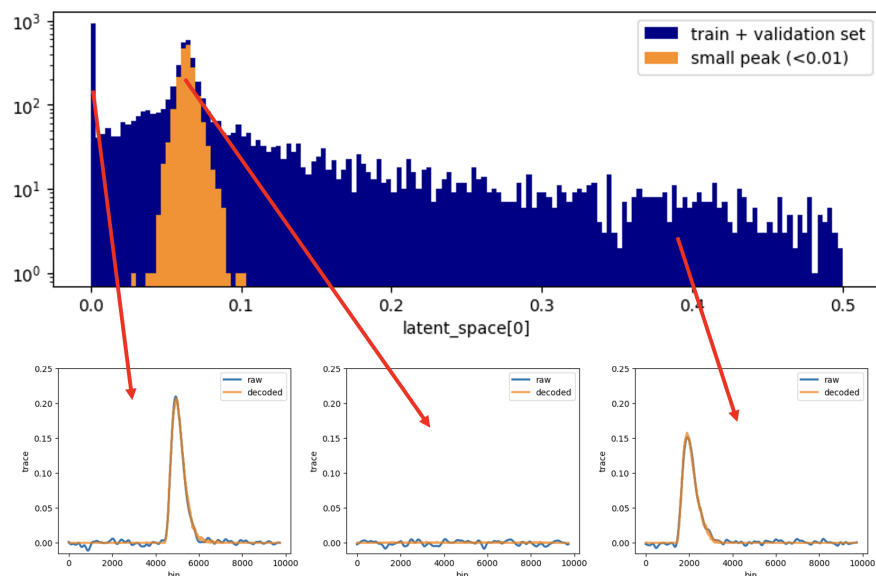 10³
10²
10¹
10⁰
train + validation set
small peak (<0.01)
0.0 0.1 0.2 0.3 0.4 0.5
latent_space[0]
0.25
0.20
0.15
0.10
0.05
0.00
trace
raw
decoded
0 2000 4000 6000 8000 10000
bin
0.25
0.20
0.15
0.10
0.05
0.00
trace
raw
decoded
0 2000 4000 6000 8000 10000
bin
0.25
0.20
0.15
0.10
0.05
0.00
trace
raw
decoded
0 2000 4000 6000 8000 10000
bin